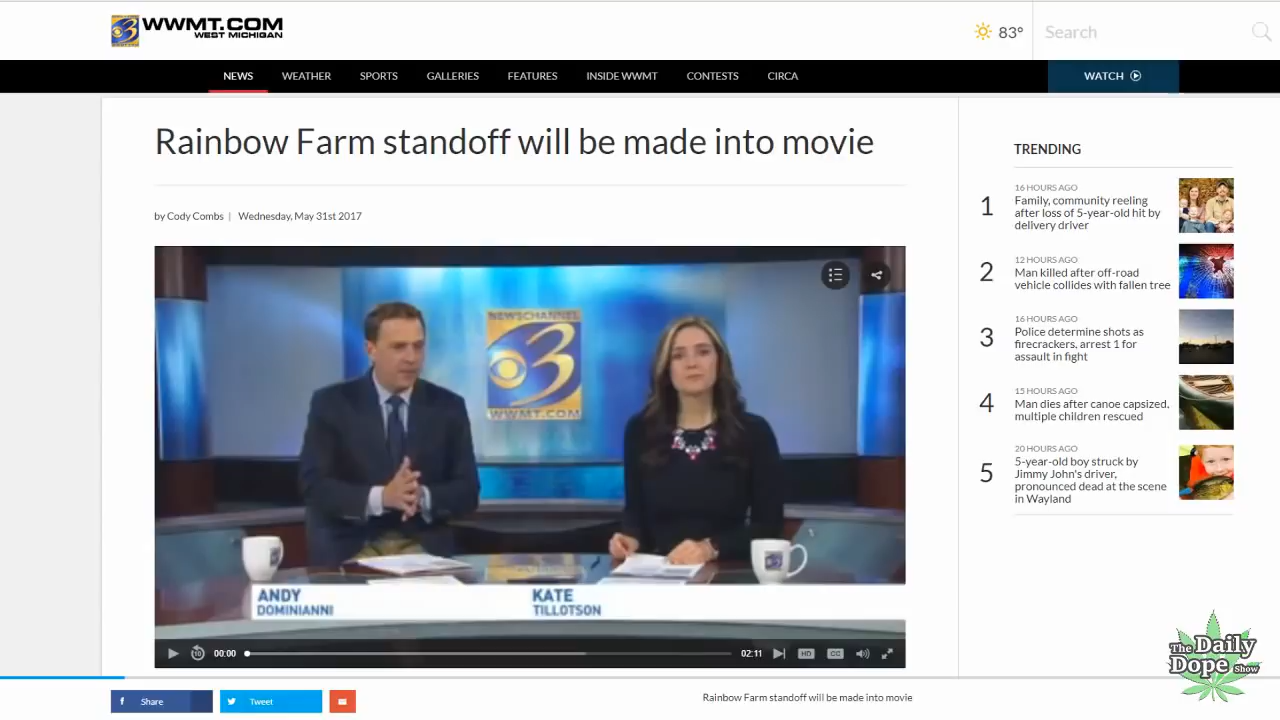 3 WWMT.COM
WEST MICHIGAN
83°
Search
NEWS WEATHER SPORTS GALLERIES FEATURES INSIDE WWMT CONTESTS CIRCA WATCH
Rainbow Farm standoff will be made into movie
by Cody Combs | Wednesday, May 31st 2017
NEWSCHANNEL
3
WWMT.COM
3
ANDY
DOMINIANNI
KATE
TILLOTSON
10 00:00 02:11 HD CC
Share Tweet
Rainbow Farm standoff will be made into movie
TRENDING
1
16 HOURS AGO
Family, community reeling
after loss of 5-year-old hit by
delivery driver
2
12 HOURS AGO
Man killed after off-road
vehicle collides with fallen tree
3
16 HOURS AGO
Police determine shots as
firecrackers, arrest 1 for
assault in fight
4
15 HOURS AGO
Man dies after canoe capsized,
multiple children rescued
5
20 HOURS AGO
5-year-old boy struck by
Jimmy John's driver,
pronounced dead at the scene
in Wayland
The Daily
Dope Show